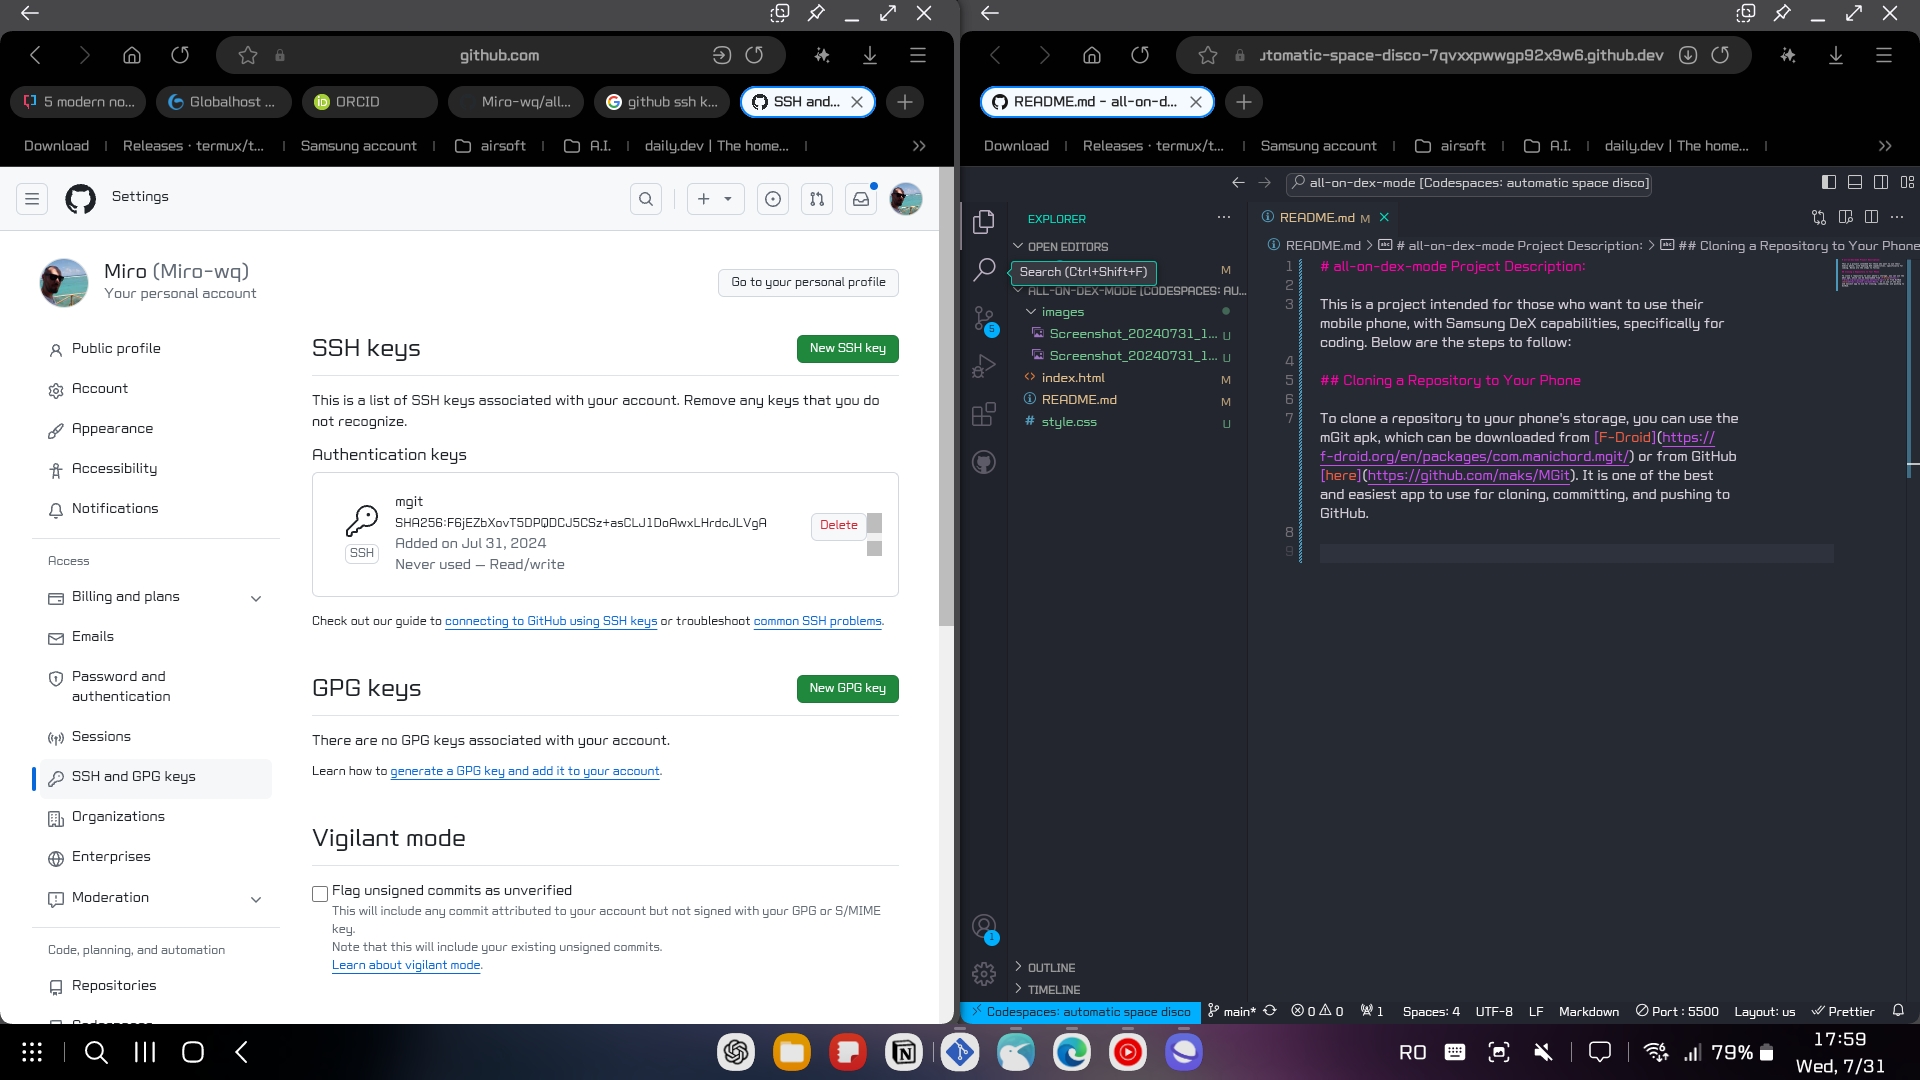 github.com
5 modern no...
Globalhost ...
ORCID
Miro-wq/all...
github ssh k...
SSH and...
Download
Releases · termux/t...
Samsung account
airsoft
A.I.
daily.dev | The home...
Settings
Miro (Miro-wq)
Your personal account
Go to your personal profile
Public profile
Account
Appearance
Accessibility
Notifications
Access
Billing and plans
Emails
Password and
authentication
Sessions
SSH and GPG keys
Organizations
Enterprises
Moderation
Code, planning, and automation
Repositories
SSH keys
New SSH key
This is a list of SSH keys associated with your account. Remove any keys that you do
not recognize.
Authentication keys
mgit
SHA256:F6jEZbXovT5DPQDCJ5CSz+asCLJ1DoAwxLHrdcJLVgA
Added on Jul 31, 2024
Never used — Read/write
SSH
Delete
Check out our guide to connecting to GitHub using SSH keys or troubleshoot common SSH problems.
GPG keys
New GPG key
There are no GPG keys associated with your account.
Learn how to generate a GPG key and add it to your account.
Vigilant mode
Flag unsigned commits as unverified
This will include any commit attributed to your account but not signed with your GPG or S/MIME
key.
Note that this will include your existing unsigned commits.
Learn about vigilant mode.
utomatic-space-disco-7qvxxpwwgp92x9w6.github.dev
README.md - all-on-d...
Download
Releases · termux/t...
Samsung account
airsoft
A.I.
daily.dev | The home...
all-on-dex-mode [Codespaces: automatic space disco]
EXPLORER
OPEN EDITORS
M
Search (Ctrl+Shift+F)
ALL-ON-DEX-MODE [CODESPACES: AU...
images
Screenshot_20240731_1... U
Screenshot_20240731_1... U
index.html M
README.md M
style.css U
5
1
OUTLINE
TIMELINE
README.md M
README.md > # all-on-dex-mode Project Description: > ## Cloning a Repository to Your Phone
1 # all-on-dex-mode Project Description:
2
3 This is a project intended for those who want to use their
mobile phone, with Samsung DeX capabilities, specifically for
coding. Below are the steps to follow:
4
5 ## Cloning a Repository to Your Phone
6
7 To clone a repository to your phone's storage, you can use the
mGit apk, which can be downloaded from [F-Droid](https://
f-droid.org/en/packages/com.manichord.mgit/) or from GitHub
[here](https://github.com/maks/MGit). It is one of the best
and easiest app to use for cloning, committing, and pushing to
GitHub.
8
9
Codespaces: automatic space disco
main*
0
0
1
Spaces: 4
UTF-8
LF
Markdown
Port : 5500
Layout: us
Prettier
RO
79%
17:59
Wed, 7/31